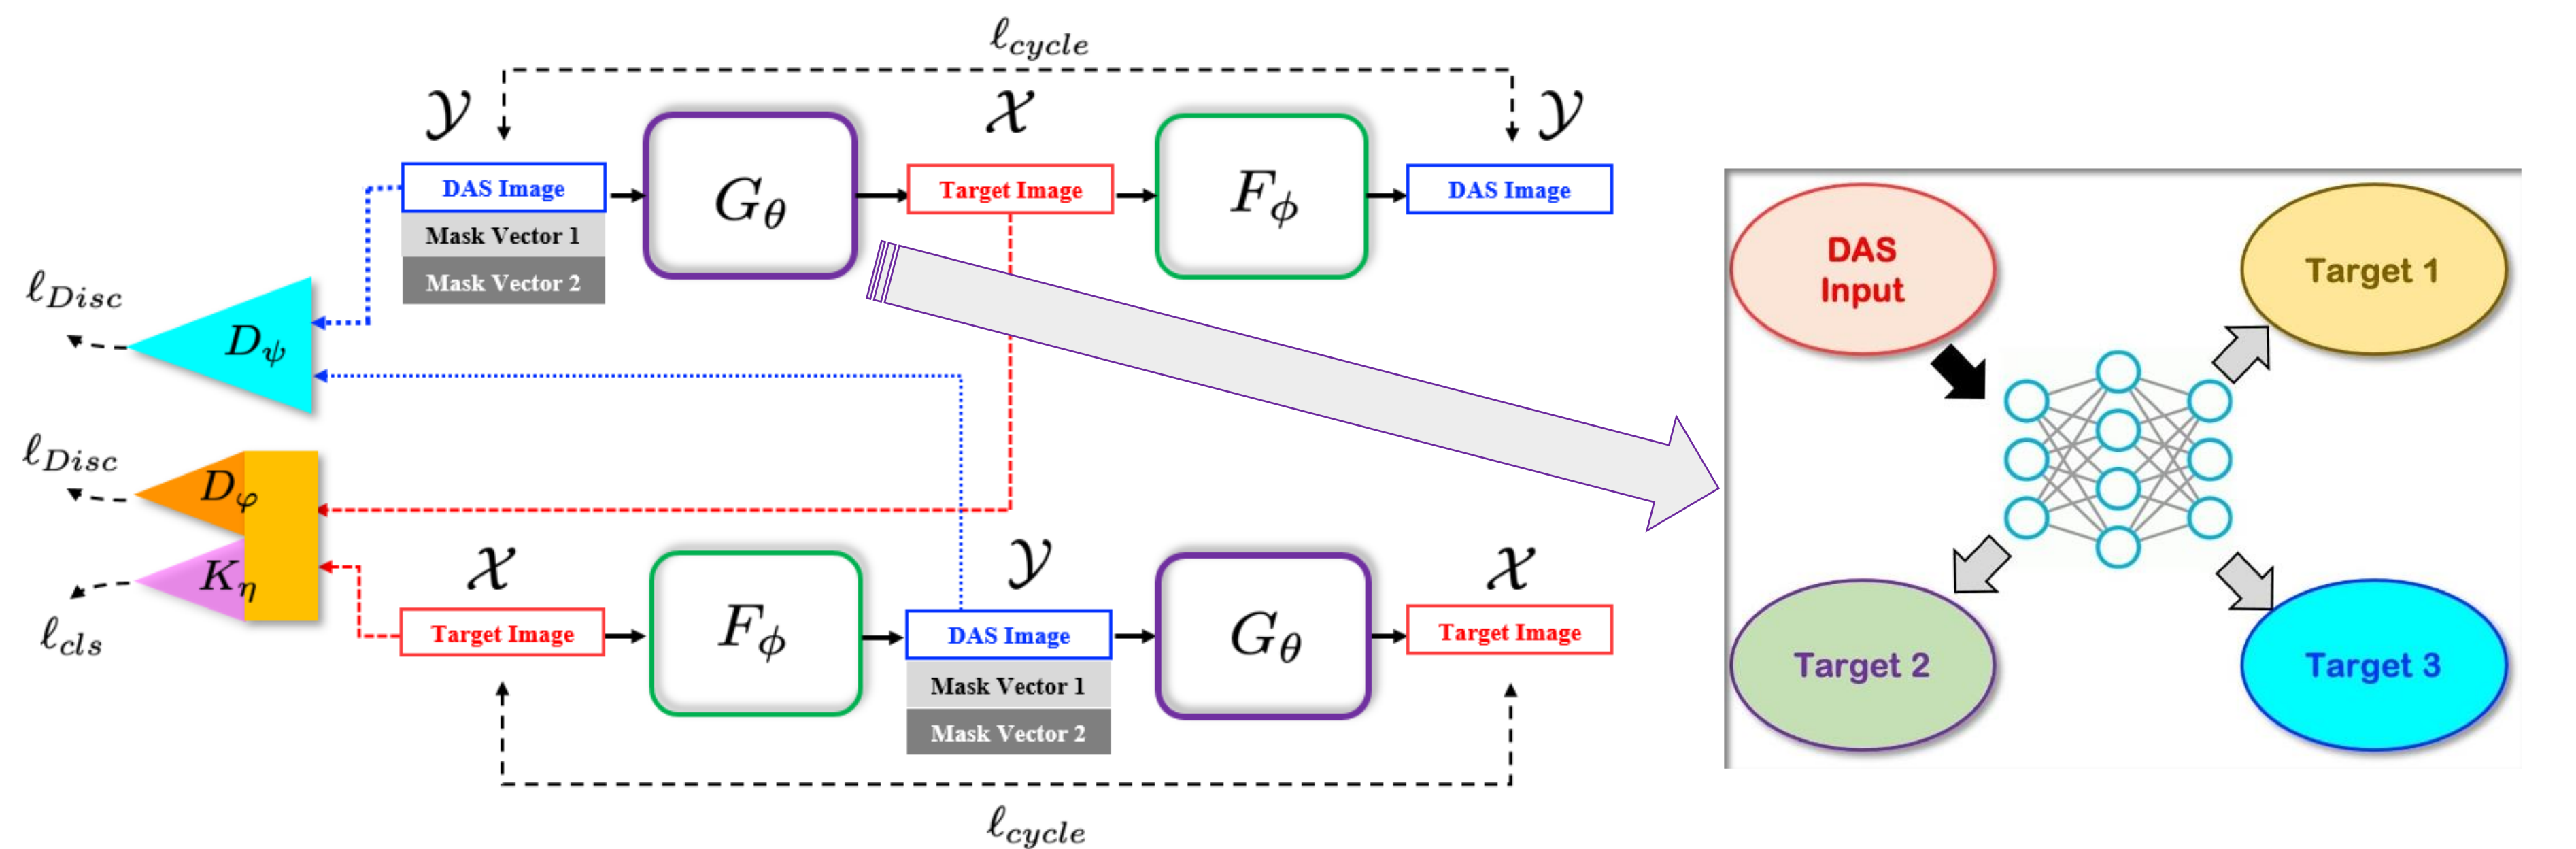 ℓcycle
𝒴
𝒳
𝒴
DAS Image
Gθ
Target Image
Fϕ
DAS Image
Mask Vector 1
Mask Vector 2
ℓDisc
Dψ
ℓDisc
Dφ
Kη
ℓcls
𝒳
𝒴
𝒳
Target Image
Fϕ
DAS Image
Gθ
Target Image
Mask Vector 1
Mask Vector 2
ℓcycle
DAS
Input
Target 1
Target 2
Target 3